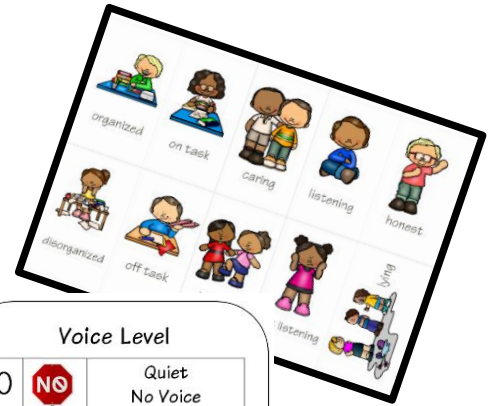 organized
on task
caring
listening
honest
disorganized
off task
listening
lying
Voice Level
0
NO
Quiet
No Voice